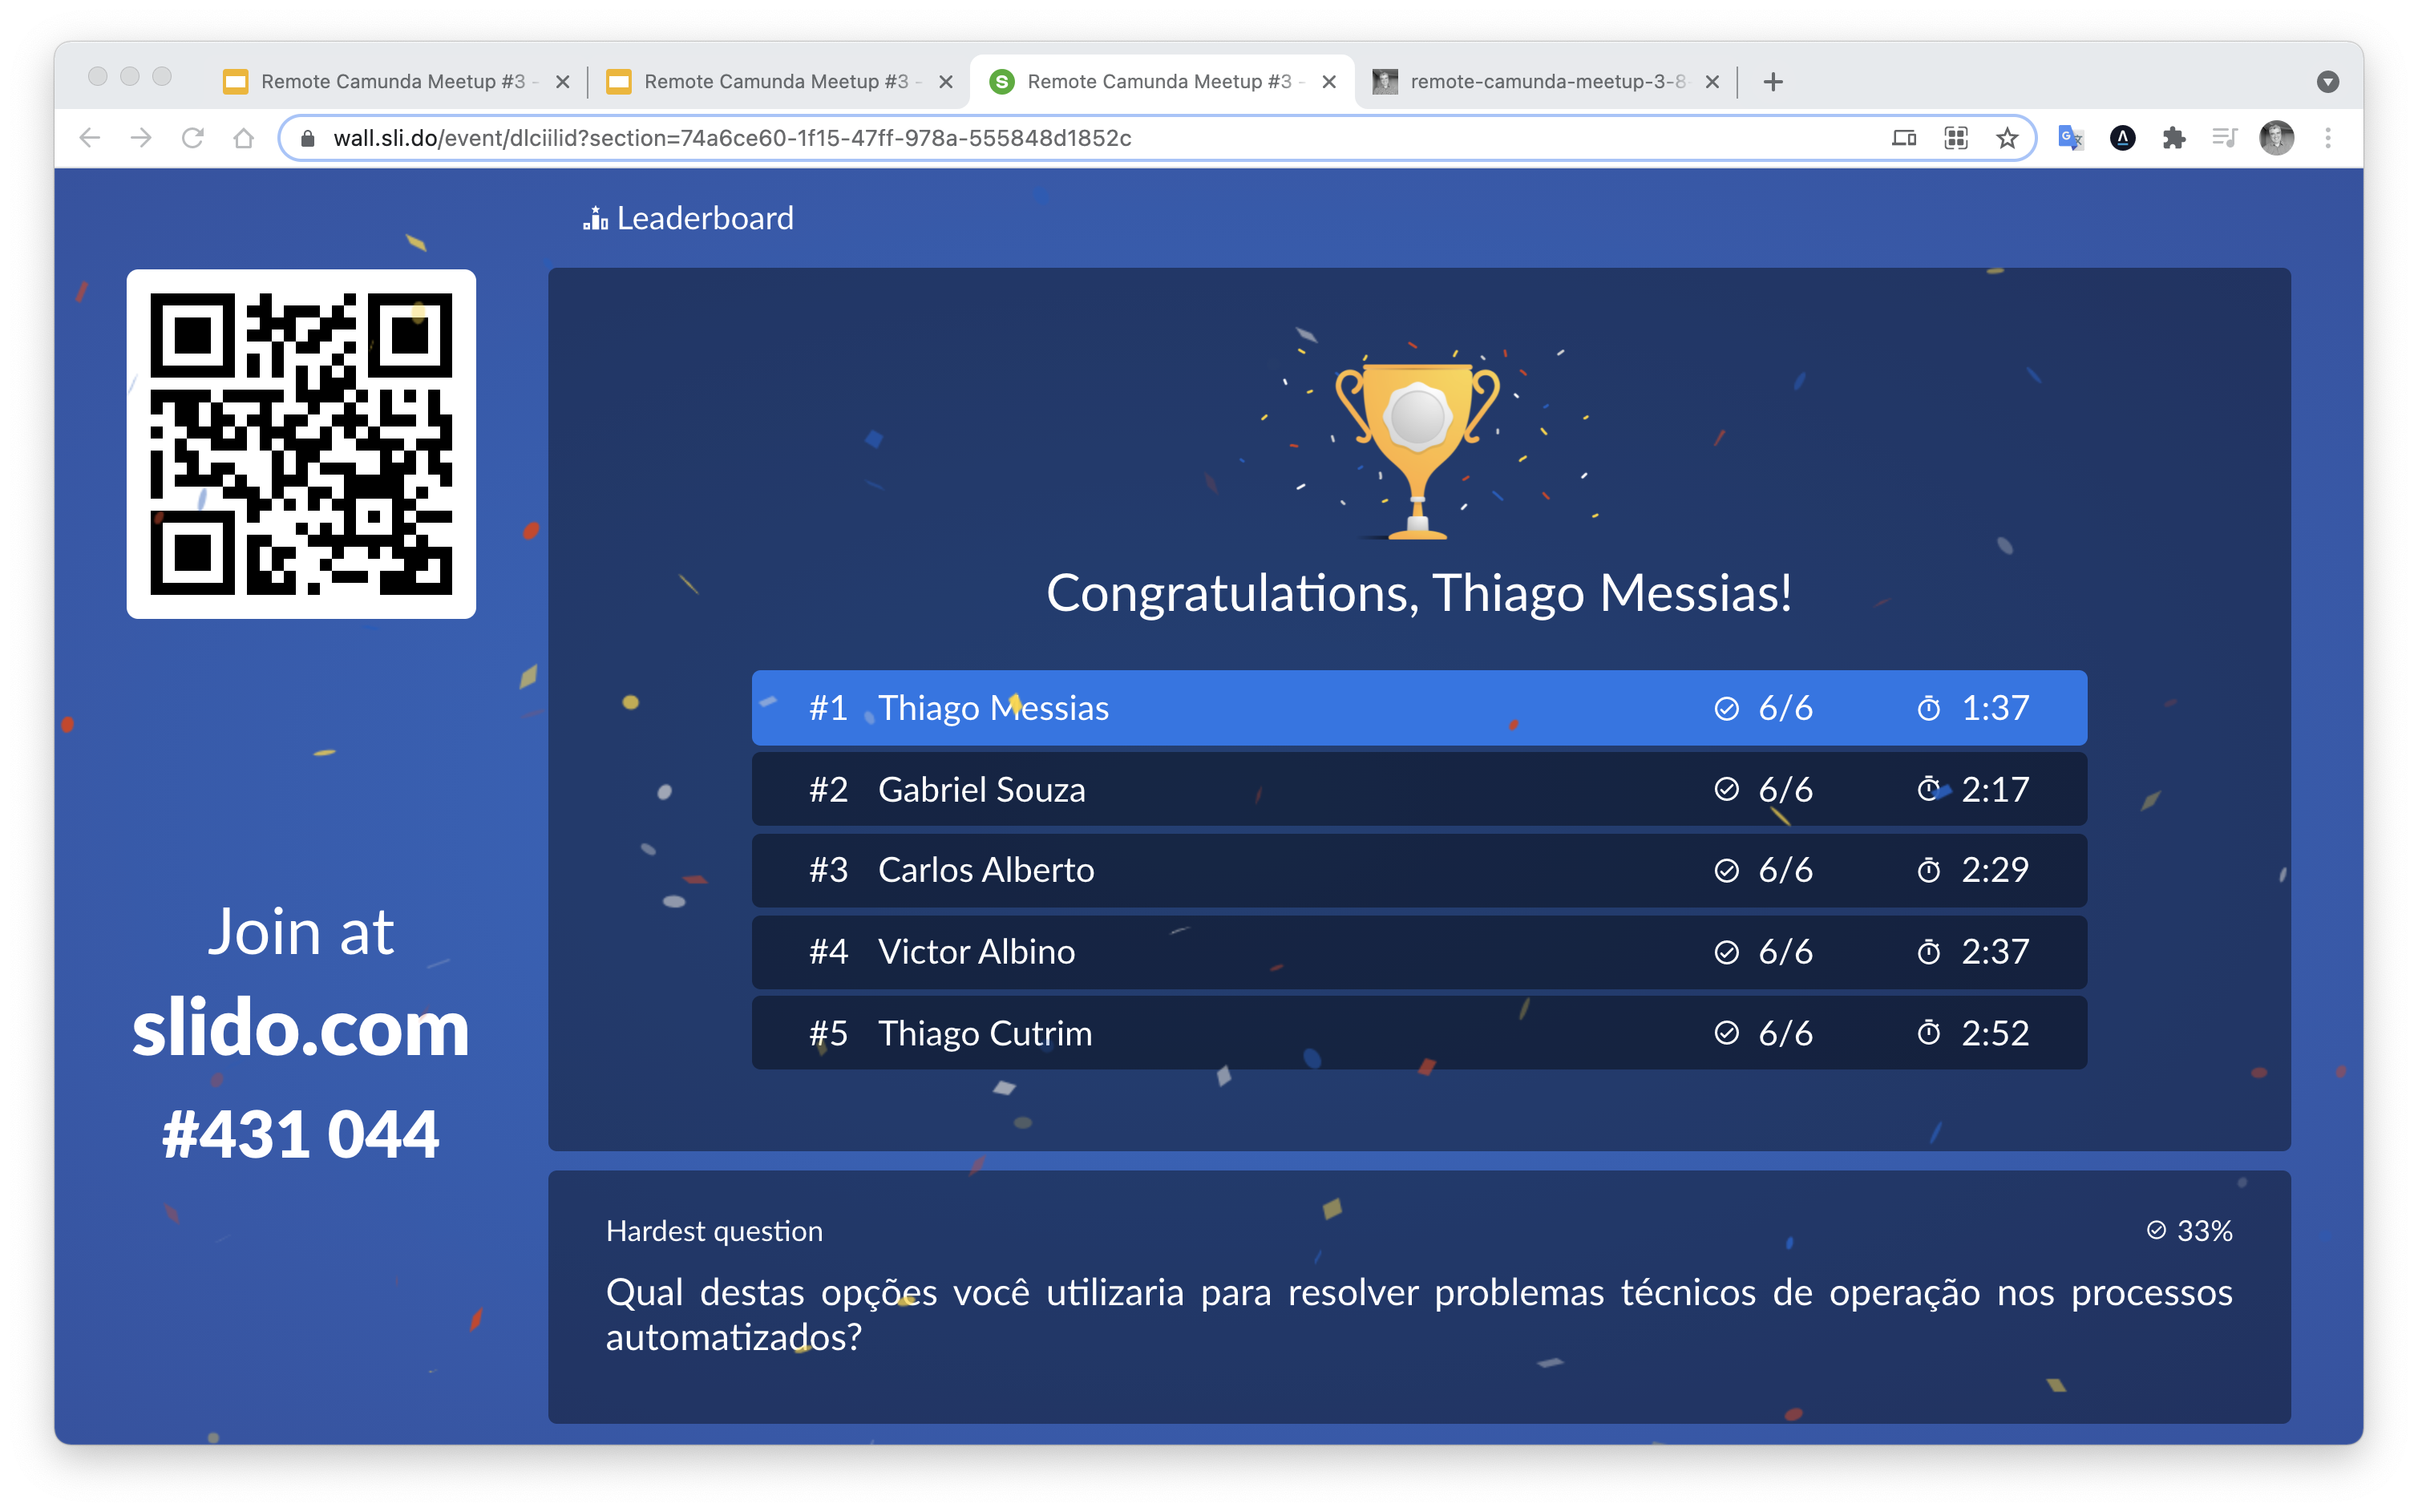 Remote Camunda Meetup #3 -
Remote Camunda Meetup #3 -
Remote Camunda Meetup #3 -
remote-camunda-meetup-3-8
wall.sli.do/event/dlciilid?section=74a6ce60-1f15-47ff-978a-555848d1852c
Leaderboard
Congratulations, Thiago Messias!
#1 Thiago Messias 6/6 1:37
#2 Gabriel Souza 6/6 2:17
#3 Carlos Alberto 6/6 2:29
#4 Victor Albino 6/6 2:37
#5 Thiago Cutrim 6/6 2:52
Join at
slido.com
#431 044
Hardest question 33%
Qual destas opções você utilizaria para resolver problemas técnicos de operação nos processos
automatizados?